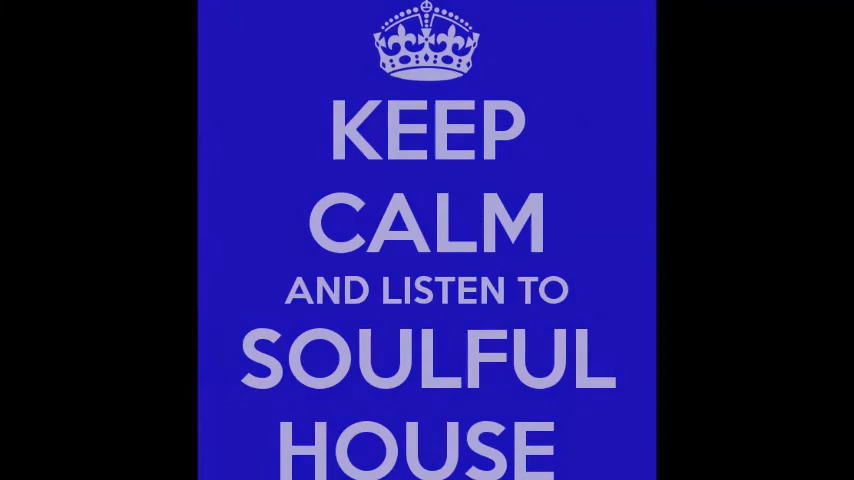 KEEP
CALM
AND LISTEN TO
SOULFUL
HOUSE